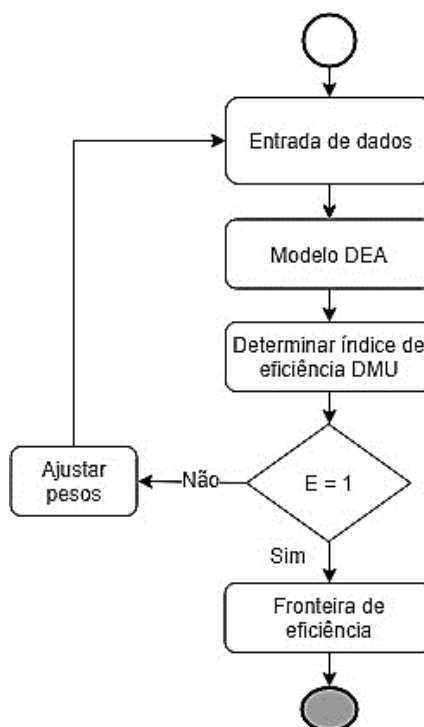 Entrada de dados
Modelo DEA
Determinar índice de
eficiência DMU
E = 1
Não
Ajustar
pesos
Sim
Fronteira de
eficiência